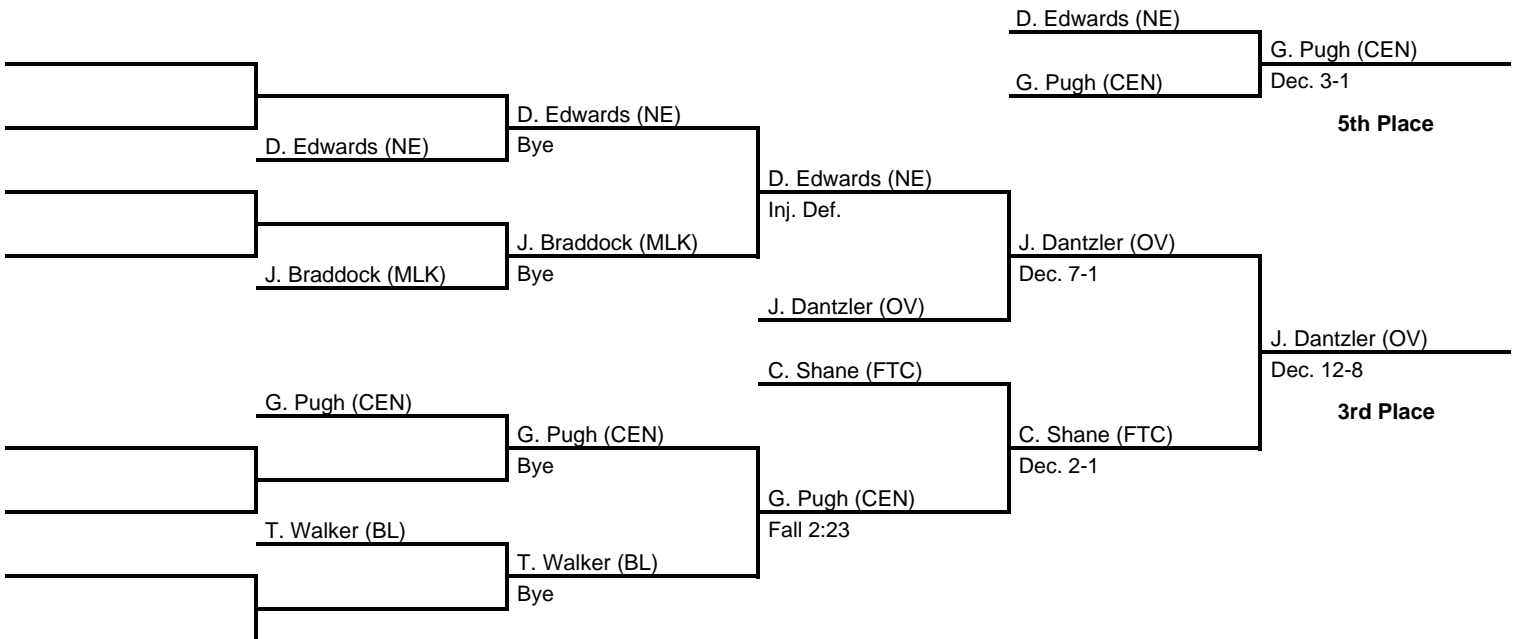 D. Edwards (NE)
G. Pugh (CEN)
G. Pugh (CEN)
Dec. 3-1
5th Place
D. Edwards (NE)
D. Edwards (NE)
Bye
D. Edwards (NE)
Inj. Def.
J. Braddock (MLK)
J. Braddock (MLK)
Bye
J. Dantzler (OV)
Dec. 7-1
J. Dantzler (OV)
J. Dantzler (OV)
Dec. 12-8
3rd Place
C. Shane (FTC)
G. Pugh (CEN)
G. Pugh (CEN)
Bye
C. Shane (FTC)
Dec. 2-1
G. Pugh (CEN)
Fall 2:23
T. Walker (BL)
T. Walker (BL)
Bye